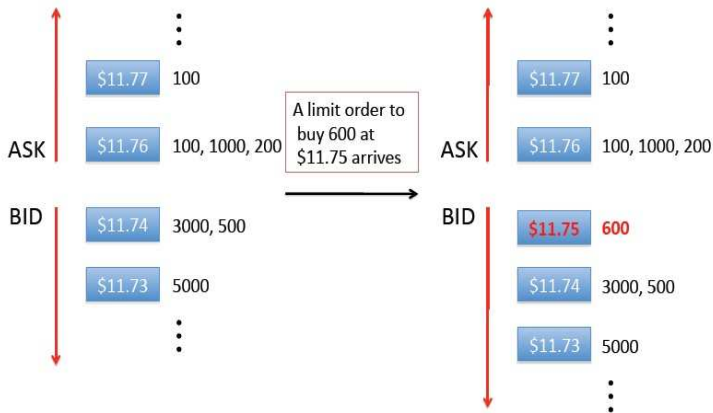 $11.77 100
ASK $11.76 100, 1000, 200
BID $11.74 3000, 500
$11.73 5000
A limit order to
buy 600 at
$11.75 arrives
$11.77 100
ASK $11.76 100, 1000, 200
BID $11.75 600
$11.74 3000, 500
$11.73 5000